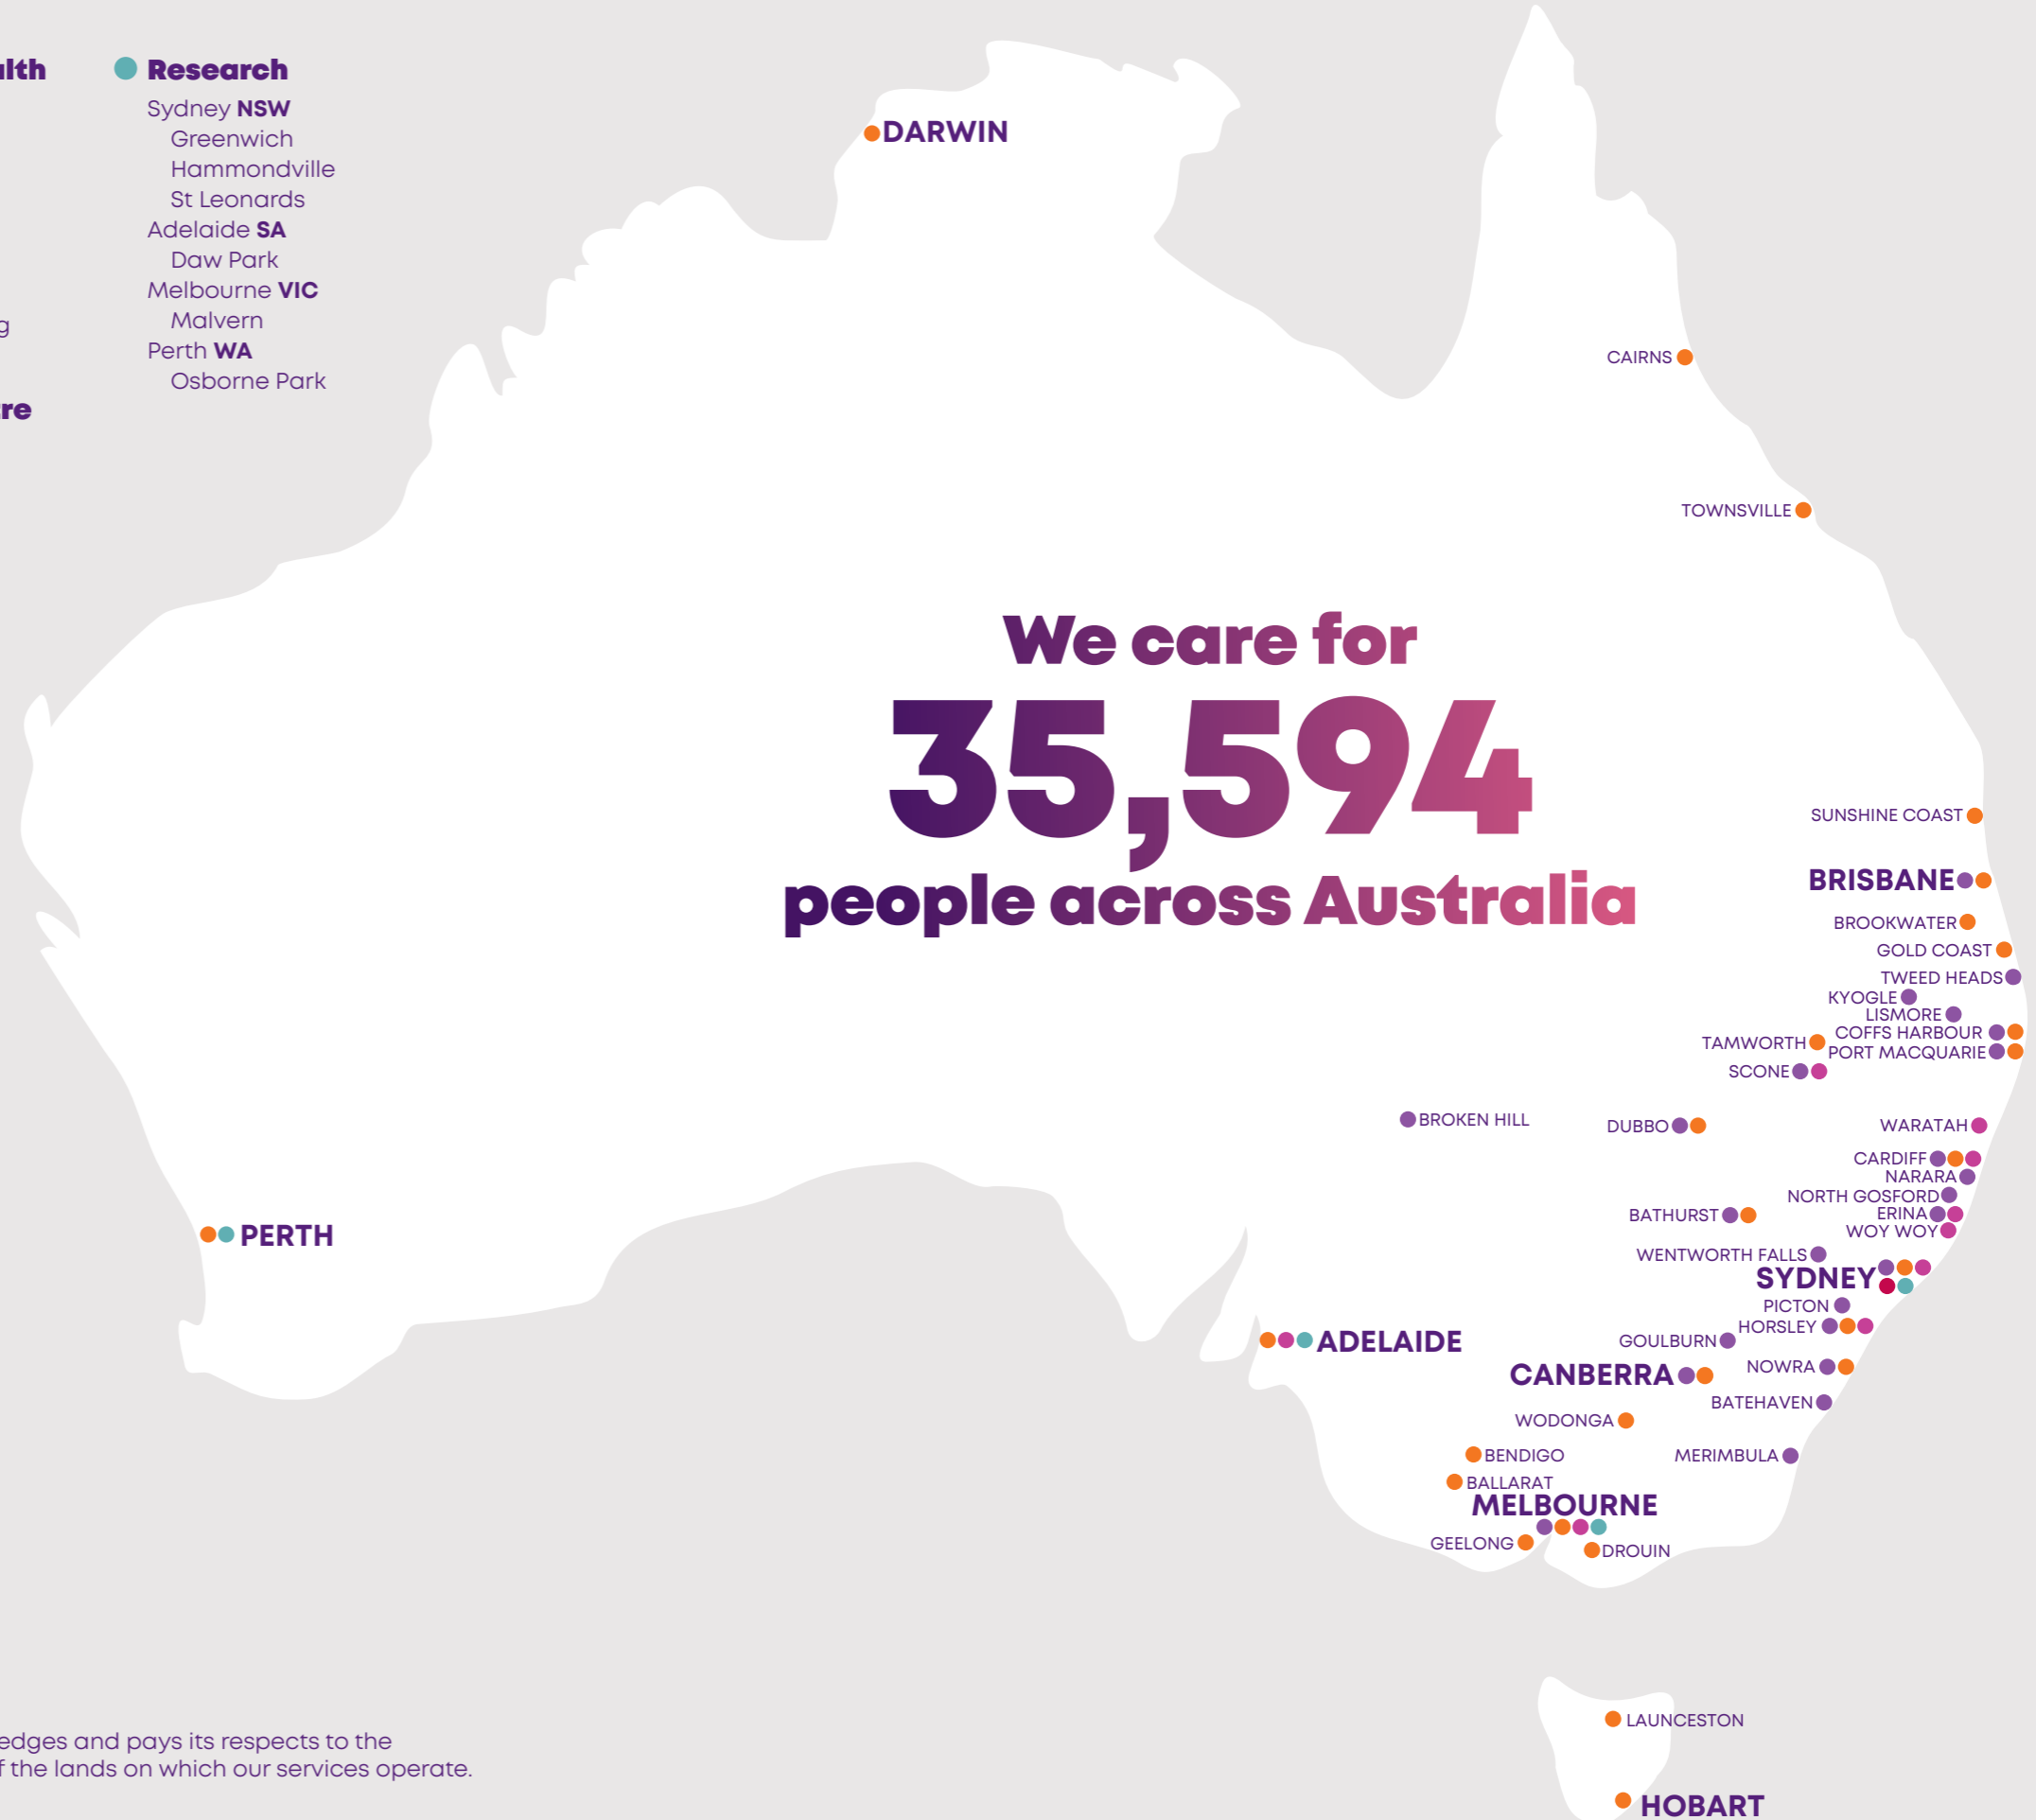 Research
Sydney NSW
Greenwich
Hammondville
St Leonards
Adelaide SA
Daw Park
Melbourne VIC
Malvern
Perth WA
Osborne Park
DARWIN
CAIRNS
TOWNSVILLE
We care for
35,594
people across Australia
SUNSHINE COAST
BRISBANE
BROOKWATER
GOLD COAST
TWEED HEADS
KYOGLE
LISMORE
COFFS HARBOUR
TAMWORTH
PORT MACQUARIE
SCONE
BROKEN HILL
DUBBO
WARATAH
CARDIFF
NARARA
NORTH GOSFORD
BATHURST
ERINA
WOY WOY
PERTH
WENTWORTH FALLS
SYDNEY
PICTON
HORSLEY
GOULBURN
ADELAIDE
NOWRA
CANBERRA
BATEHAVEN
WODONGA
BENDIGO
MERIMBULA
BALLARAT
MELBOURNE
GEELONG
DROUIN
LAUNCESTON
edges and pays its respects to the
f the lands on which our services operate.
HOBART